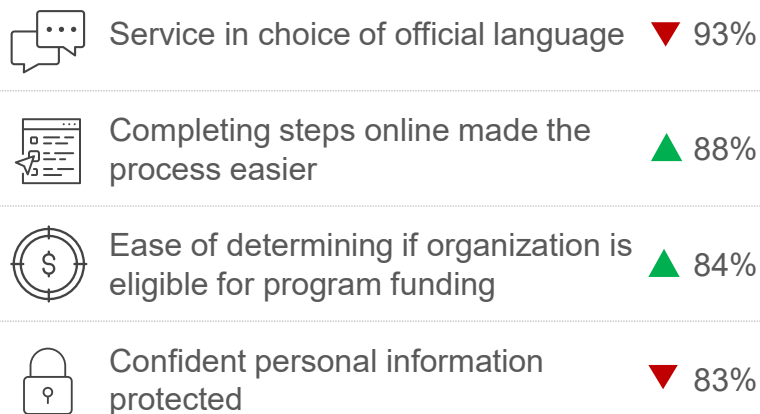 Service in choice of official language ▼ 93%
Completing steps online made the
process easier ▲ 88%
Ease of determining if organization is
eligible for program funding ▲ 84%
Confident personal information
protected ▼ 83%